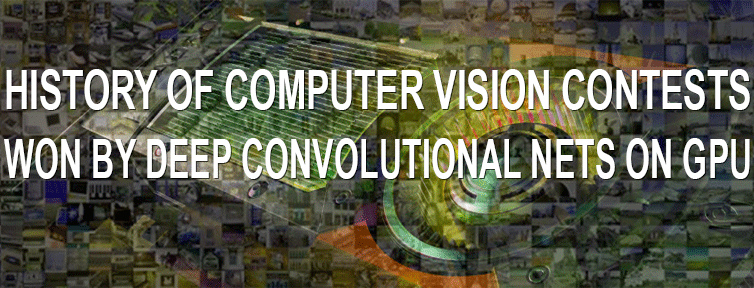 HISTORY OF COMPUTER VISION CONTESTS
WON BY DEEP CONVOLUTIONAL NETS ON GPU